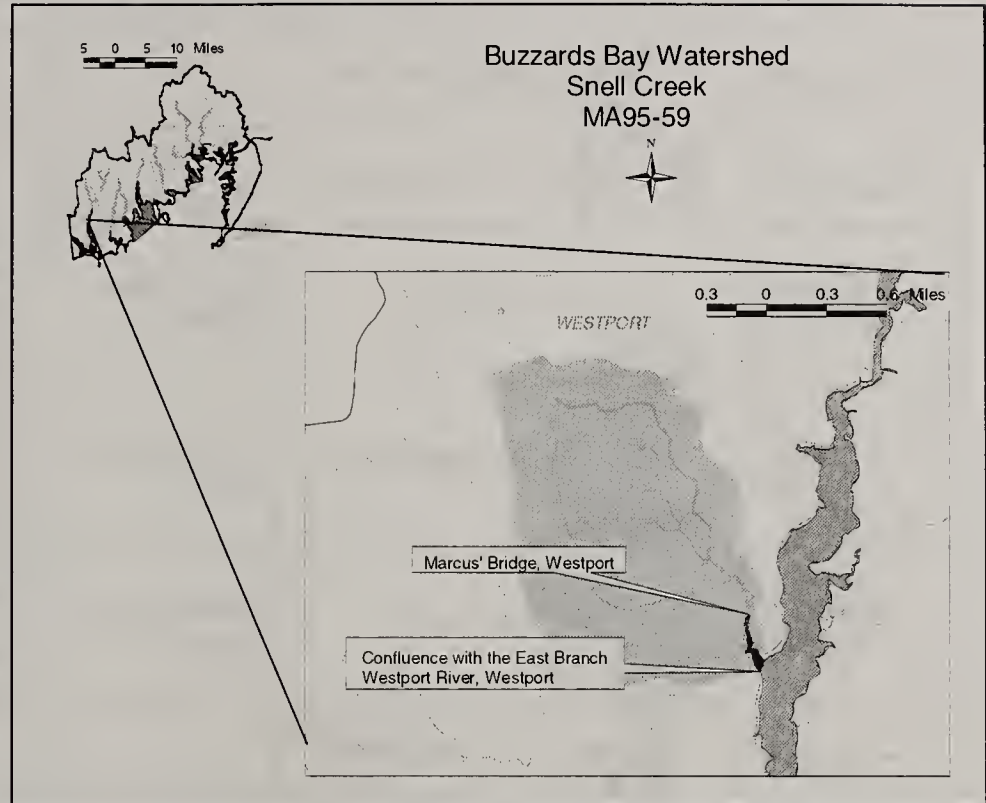 5 0 5 10 Miles
Buzzards Bay Watershed
Snell Creek
MA95-59
N
0.3 0 0.3 0.6 Miles
WESTPORT
Marcus' Bridge, Westport
Confluence with the East Branch
Westport River, Westport